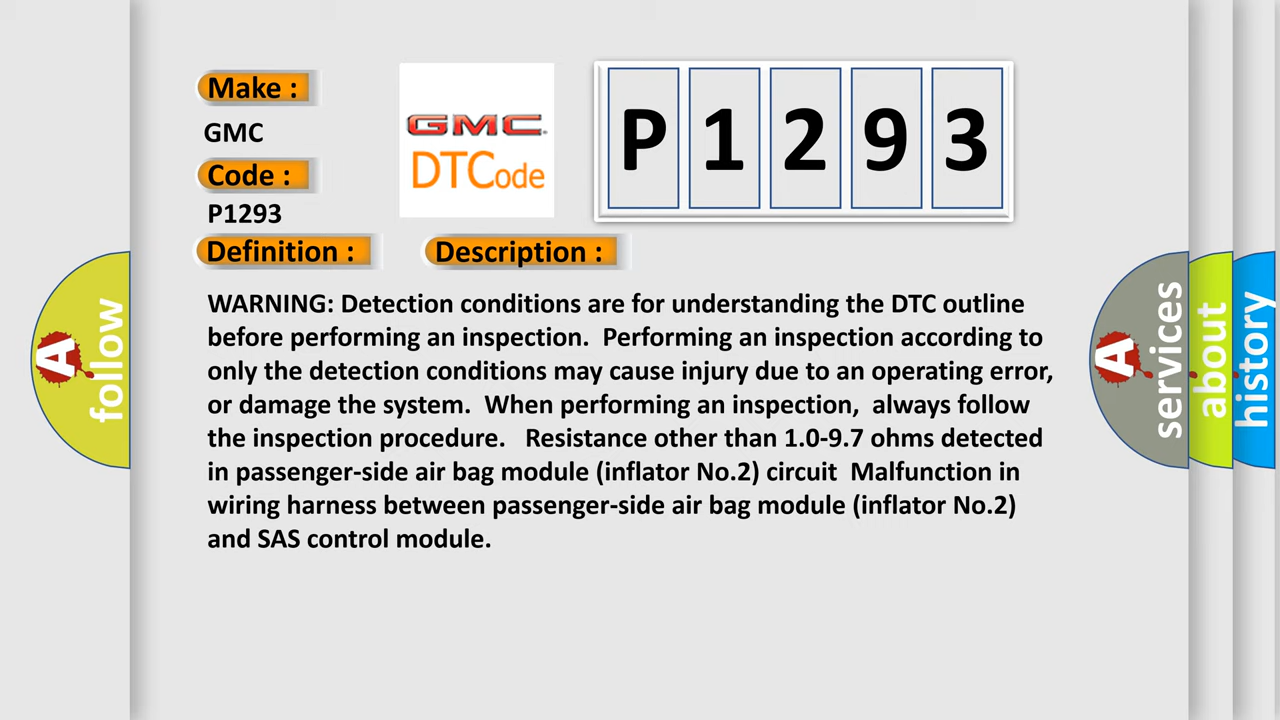 Make :
GMC
Code :
P1293
GMC
DTCode
P1293
Definition :
Description :
WARNING: Detection conditions are for understanding the DTC outline
before performing an inspection.  Performing an inspection according to
only the detection conditions may cause injury due to an operating error,
or damage the system.  When performing an inspection,  always follow
the inspection procedure.   Resistance other than 1.0-9.7 ohms detected
in passenger-side air bag module (inflator No.2) circuit  Malfunction in
wiring harness between passenger-side air bag module (inflator No.2)
and SAS control module.
A
follow
A
services
about
history